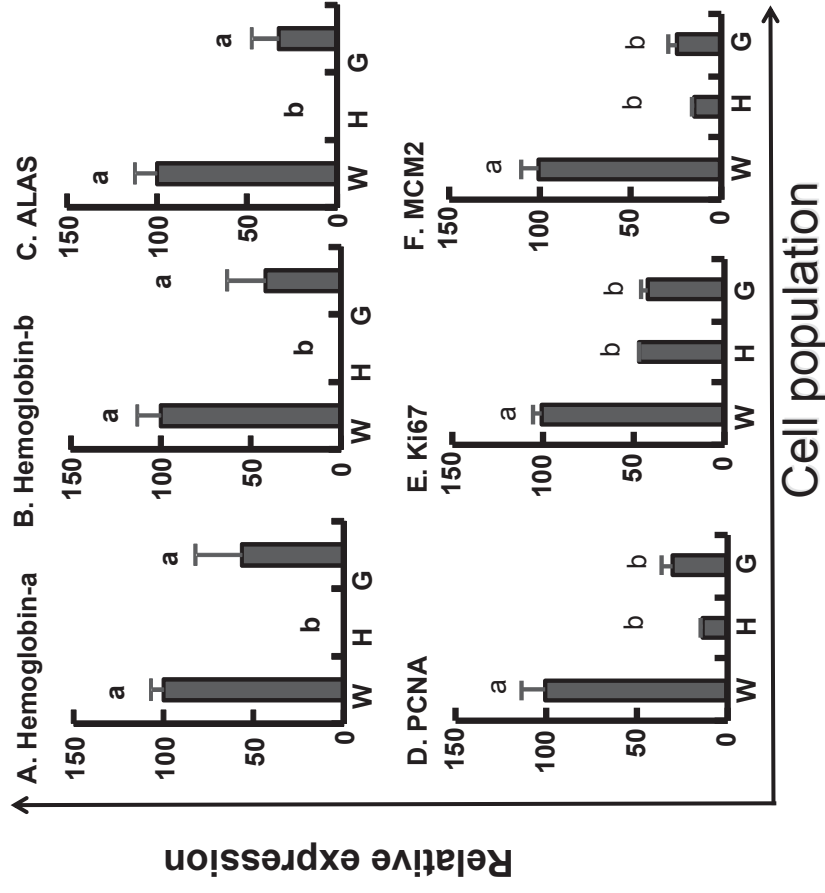 Relative expression
A. Hemoglobin-a
150
100
50
0
a
b
a
W H G
B. Hemoglobin-b
150
100
50
0
a
b
a
W H G
C. ALAS
150
100
50
0
a
b
a
W H G
D. PCNA
150
100
50
0
a
b
b
W H G
E. Ki67
150
100
50
0
a
b
b
W H G
F. MCM2
150
100
50
0
a
b
b
W H G
Cell population